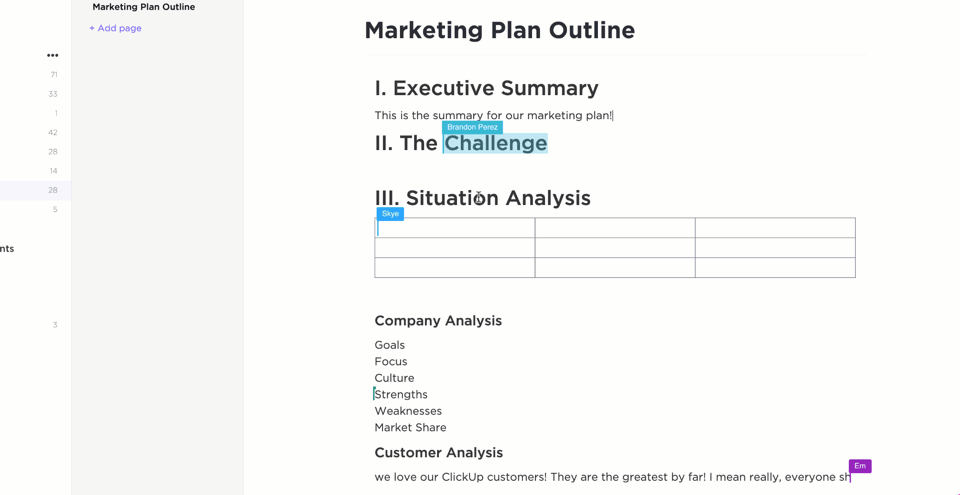 Marketing Plan Outline
+ Add page
•••
71
33
1
42
28
14
28
5
nts
3
Marketing Plan Outline
I. Executive Summary
This is the summary for our marketing plan!
Brandon Perez
II. The Challenge
III. Situation Analysis
Skye
Company Analysis
Goals
Focus
Culture
Strengths
Weaknesses
Market Share
Customer Analysis
Em
we love our ClickUp customers! They are the greatest by far! I mean really, everyone sh